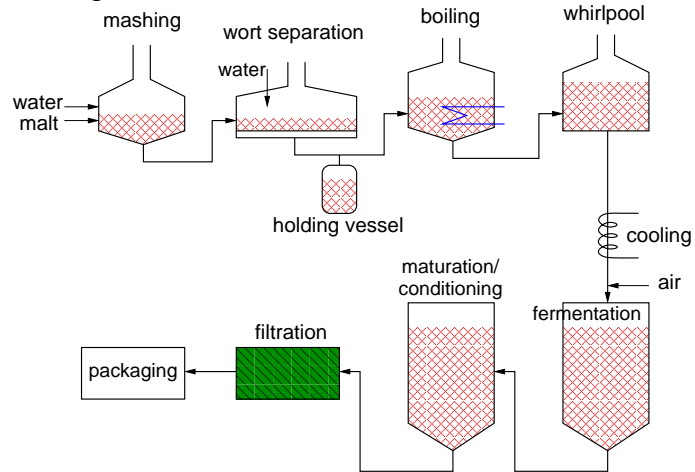 mashing
wort separation
boiling
whirlpool
water
water
malt
holding vessel
cooling
air
maturation/
conditioning
fermentation
filtration
packaging